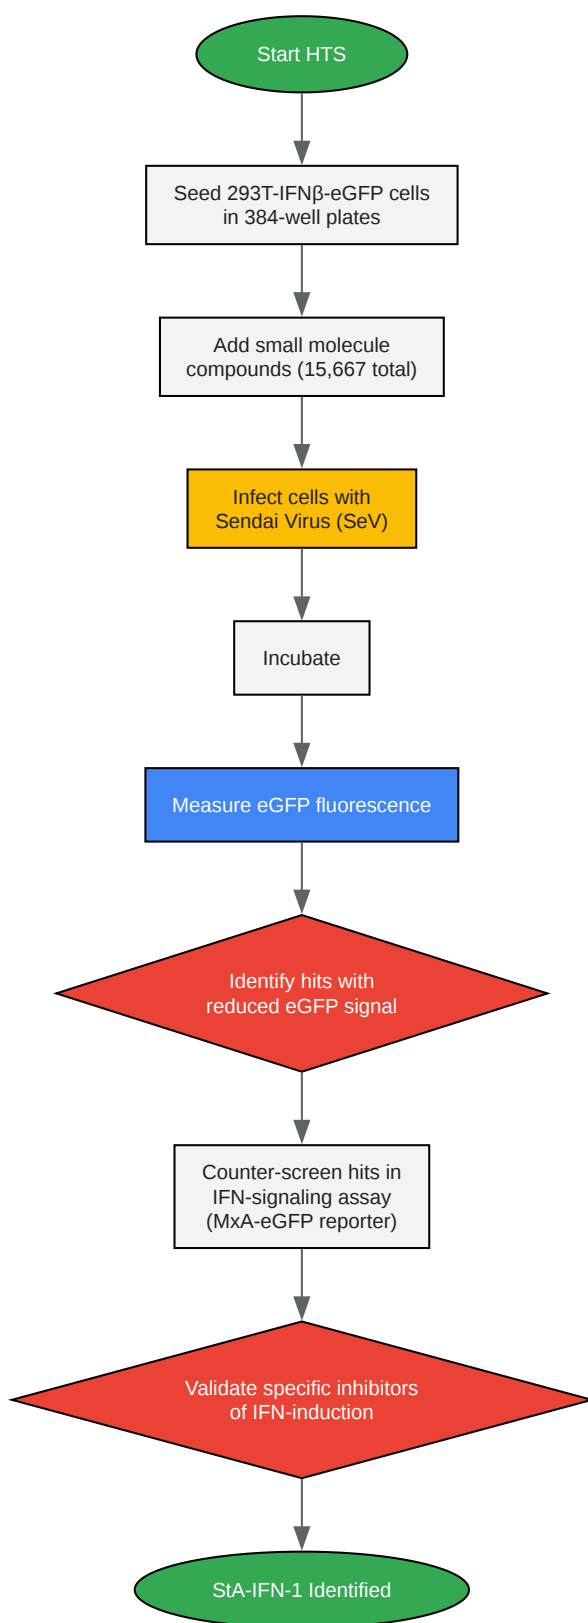 Start HTS
Seed 293T-IFNβ-eGFP cells
in 384-well plates
Add small molecule
compounds (15,667 total)
Infect cells with
Sendai Virus (SeV)
Incubate
Measure eGFP fluorescence
Identify hits with
reduced eGFP signal
Counter-screen hits in
IFN-signaling assay
(MxA-eGFP reporter)
Validate specific inhibitors
of IFN-induction
StA-IFN-1 Identified